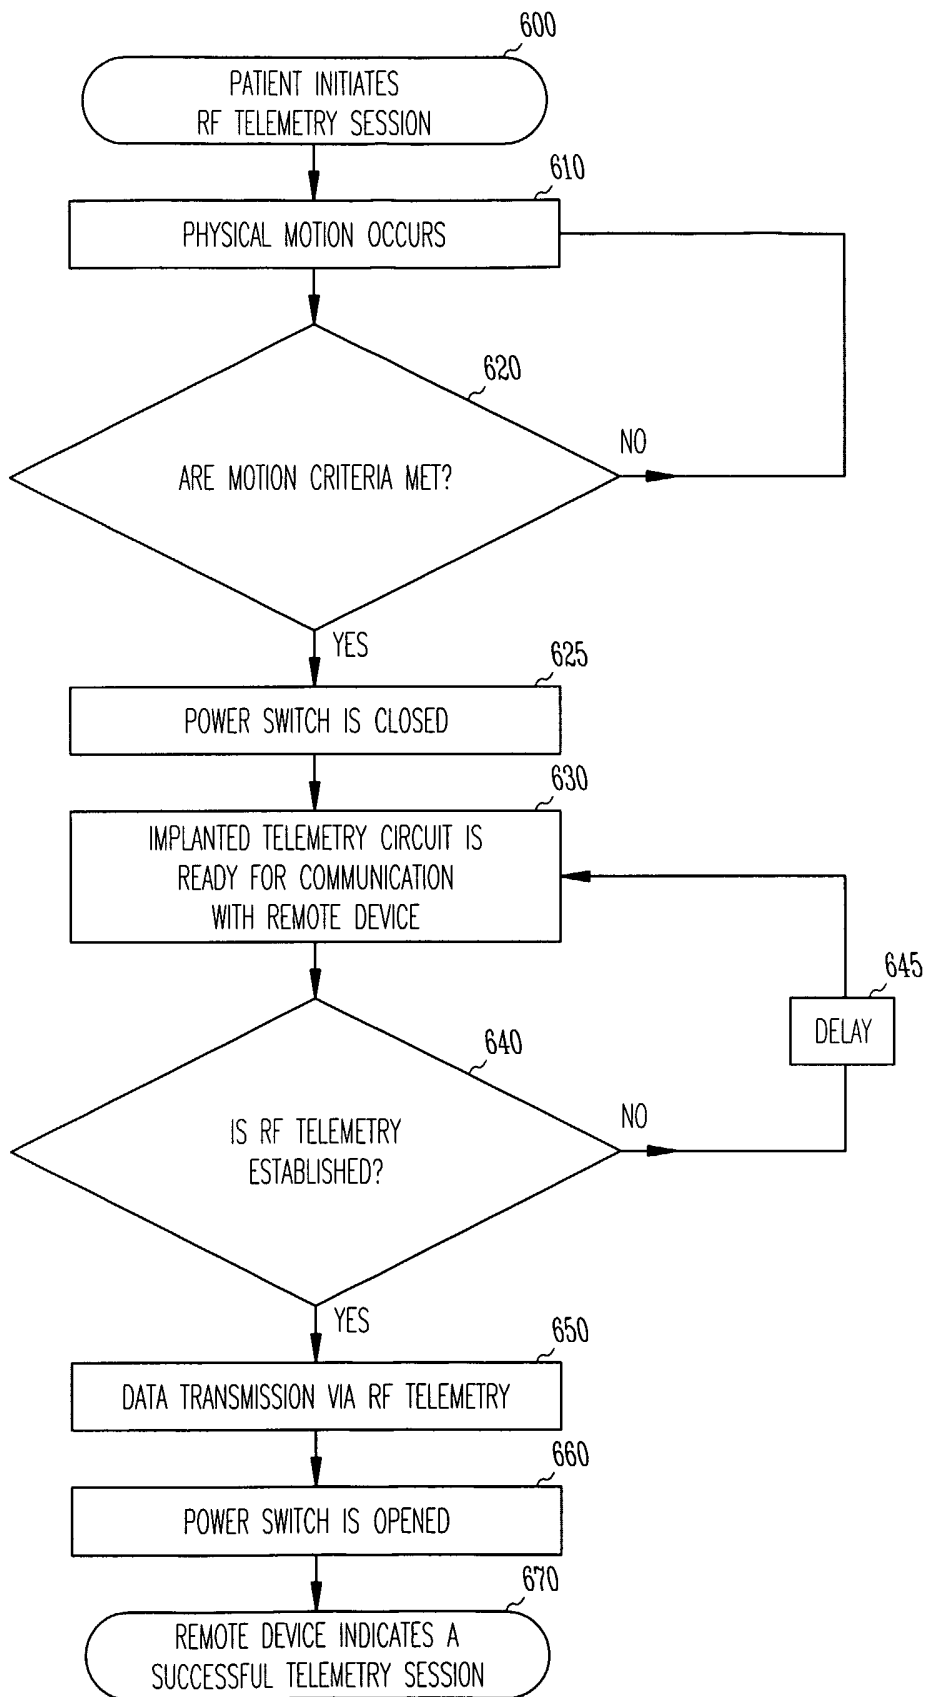 600
PATIENT INITIATES
RF TELEMETRY SESSION
610
PHYSICAL MOTION OCCURS
620
ARE MOTION CRITERIA MET?
NO
YES
625
POWER SWITCH IS CLOSED
630
IMPLANTED TELEMETRY CIRCUIT IS
READY FOR COMMUNICATION
WITH REMOTE DEVICE
645
DELAY
640
IS RF TELEMETRY
ESTABLISHED?
NO
YES
650
DATA TRANSMISSION VIA RF TELEMETRY
660
POWER SWITCH IS OPENED
670
REMOTE DEVICE INDICATES A
SUCCESSFUL TELEMETRY SESSION